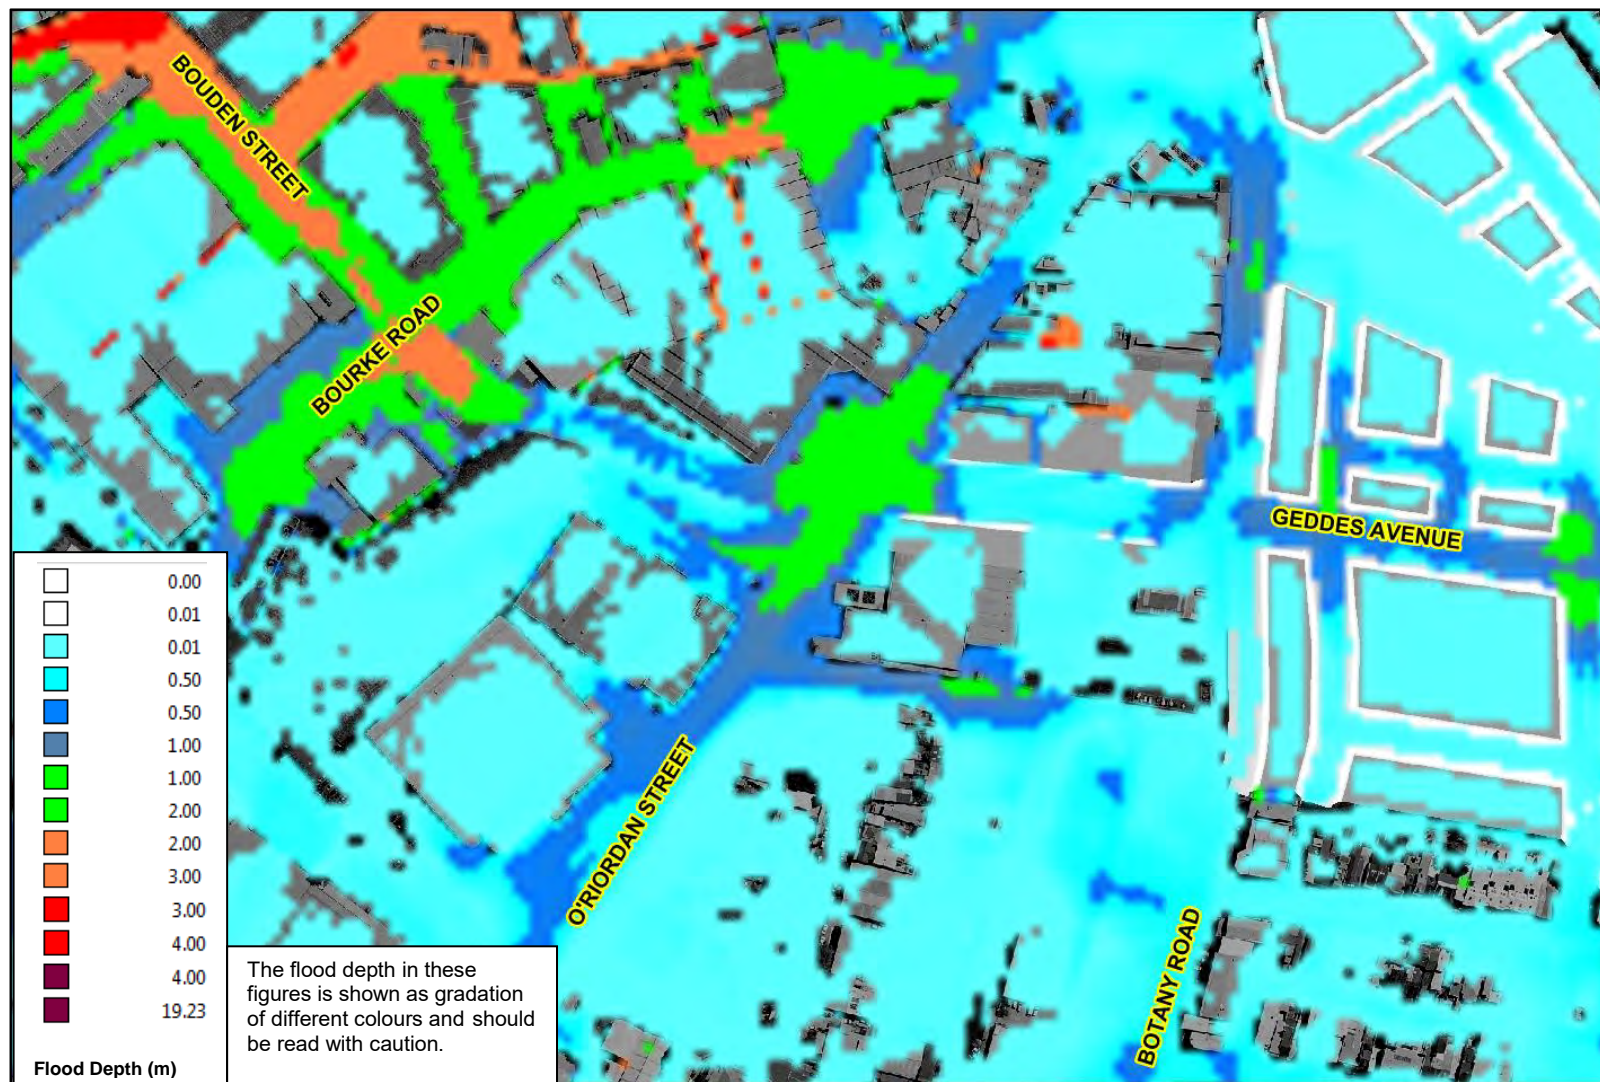 BOUDEN STREET
BOURKE ROAD
GEDDES AVENUE
O'RIORDAN STREET
BOTANY ROAD
0.00
0.01
0.01
0.50
0.50
1.00
1.00
2.00
2.00
3.00
3.00
4.00
4.00
19.23
Flood Depth (m)
The flood depth in these
figures is shown as gradation
of different colours and should
be read with caution.